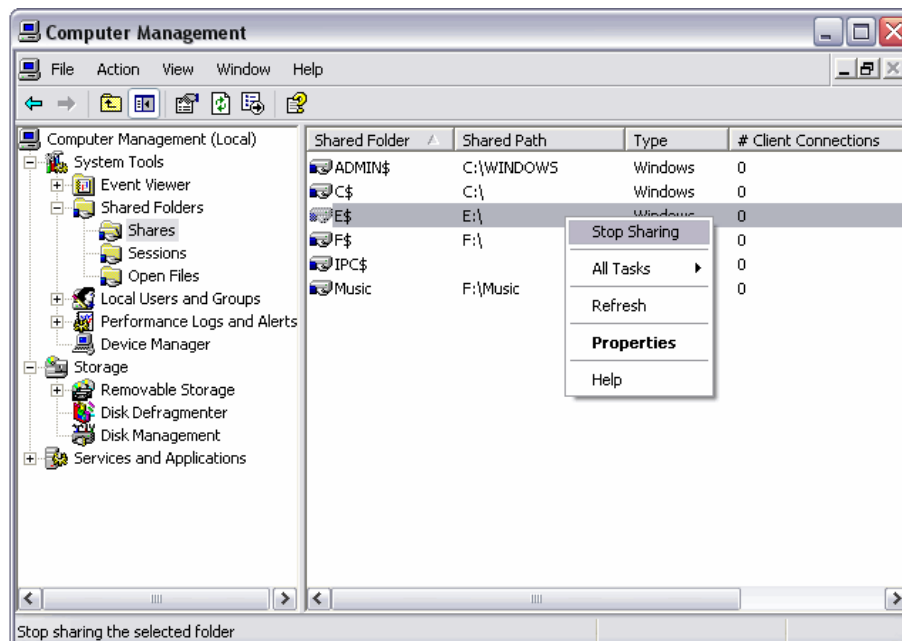 Computer Management
File Action View Window Help
Computer Management (Local)
System Tools
Event Viewer
Shared Folders
Shares
Sessions
Open Files
Local Users and Groups
Performance Logs and Alerts
Device Manager
Storage
Removable Storage
Disk Defragmenter
Disk Management
Services and Applications
Shared Folder Shared Path Type # Client Connections
ADMIN$ C:\WINDOWS Windows 0
C$ C:\ Windows 0
E$ E:\ Windows 0
F$ F:\ 0
IPC$ 0
Music F:\Music 0
Stop Sharing
All Tasks
Refresh
Properties
Help
Stop sharing the selected folder